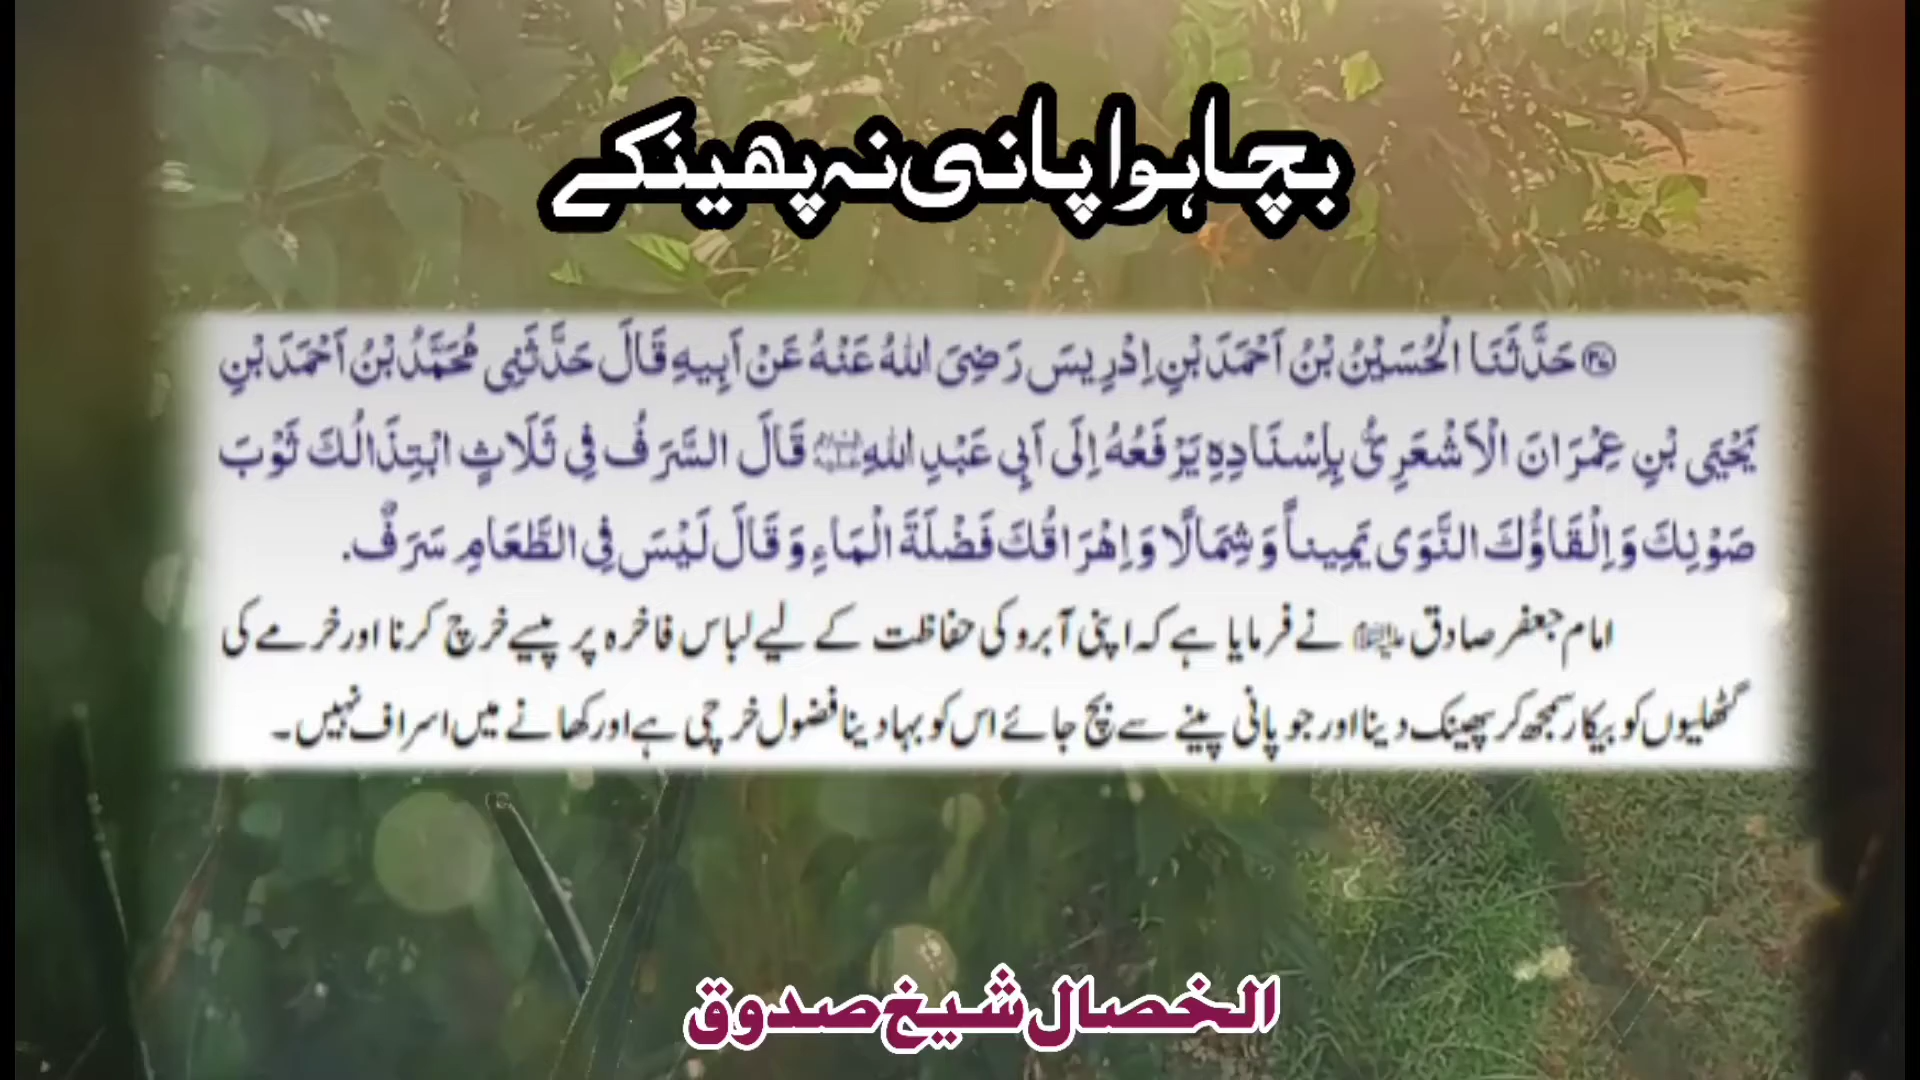 بچا ہوا پانی نہ پھینکے
حَدَّثَنَا الْحُسَيْنُ بْنُ اَحْمَدَ بْنِ اِدْرِيسَ رَضِىَ اللهُ عَنْهُ عَنْ اَبِيهِ قَالَ حَدَّثَنِى مُحَمَّدُ بْنُ اَحْمَدَ بْنِ
يَحْيَى بْنِ عِمْرَانَ الْاَشْعَرِىُّ بِاِسْنَادِهِ يَرْفَعُهُ اِلَى اَبِى عَبْدِ اللهِ قَالَ السَّرَفُ فِى ثَلَاثٍ ابْتِذَالُكَ ثَوْبَ
صَوْنِكَ وَ اِلْقَاؤُكَ النَّوَى يَمِيناً وَ شِمَالًا وَ اِهْرَاقُكَ فَضْلَةَ الْمَاءِ وَ قَالَ لَيْسَ فِى الطَّعَامِ سَرَفٌ.
امام جعفر صادق نے فرمایا ہے کہ اپنی آبرو کی حفاظت کے لیے لباس فاخرہ پر پیسے خرچ کرنا اور خرمے کی
گٹھلیوں کو بیکار سمجھ کر پھینک دینا اور جو پانی پینے سے بچ جائے اس کو بہا دینا فضول خرچی ہے اور کھانے میں اسراف نہیں۔
الخصال شیخ صدوق